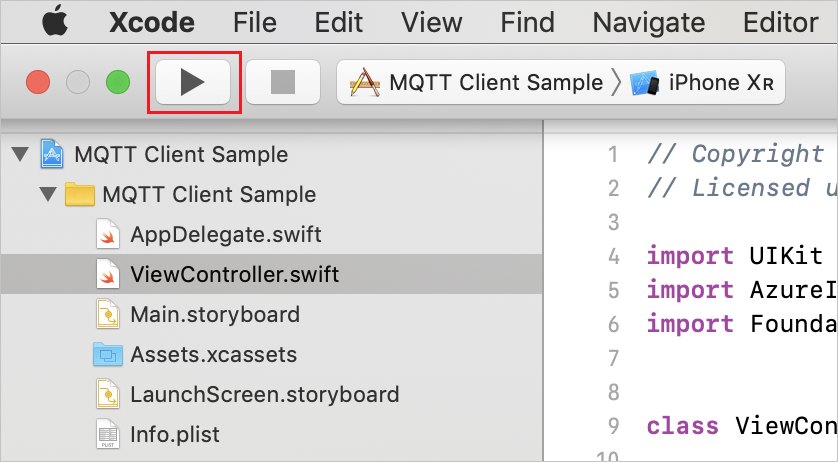 Xcode File Edit View Find Navigate Editor
MQTT Client Sample iPhone Xʀ
MQTT Client Sample
MQTT Client Sample
AppDelegate.swift
ViewController.swift
Main.storyboard
Assets.xcassets
LaunchScreen.storyboard
PLIST Info.plist
1 // Copyright
2 // Licensed u
3
4 import UIKit
5 import AzureI
6 import Founda
7
8
9 class ViewCon
10